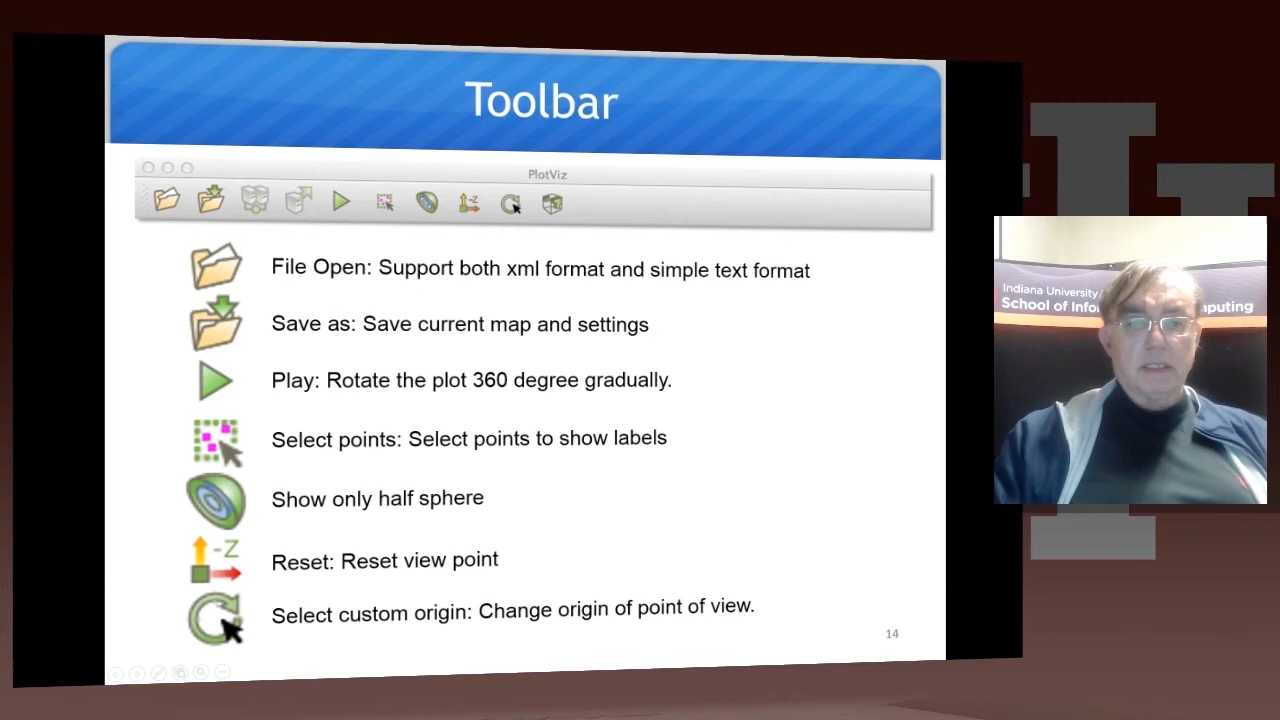 Toolbar
PlotViz
-Z
File Open: Support both xml format and simple text format
Save as: Save current map and settings
Play: Rotate the plot 360 degree gradually.
Select points: Select points to show labels
Show only half sphere
-Z
Reset: Reset view point
Select custom origin: Change origin of point of view.
14
Indiana University
School of Info puting